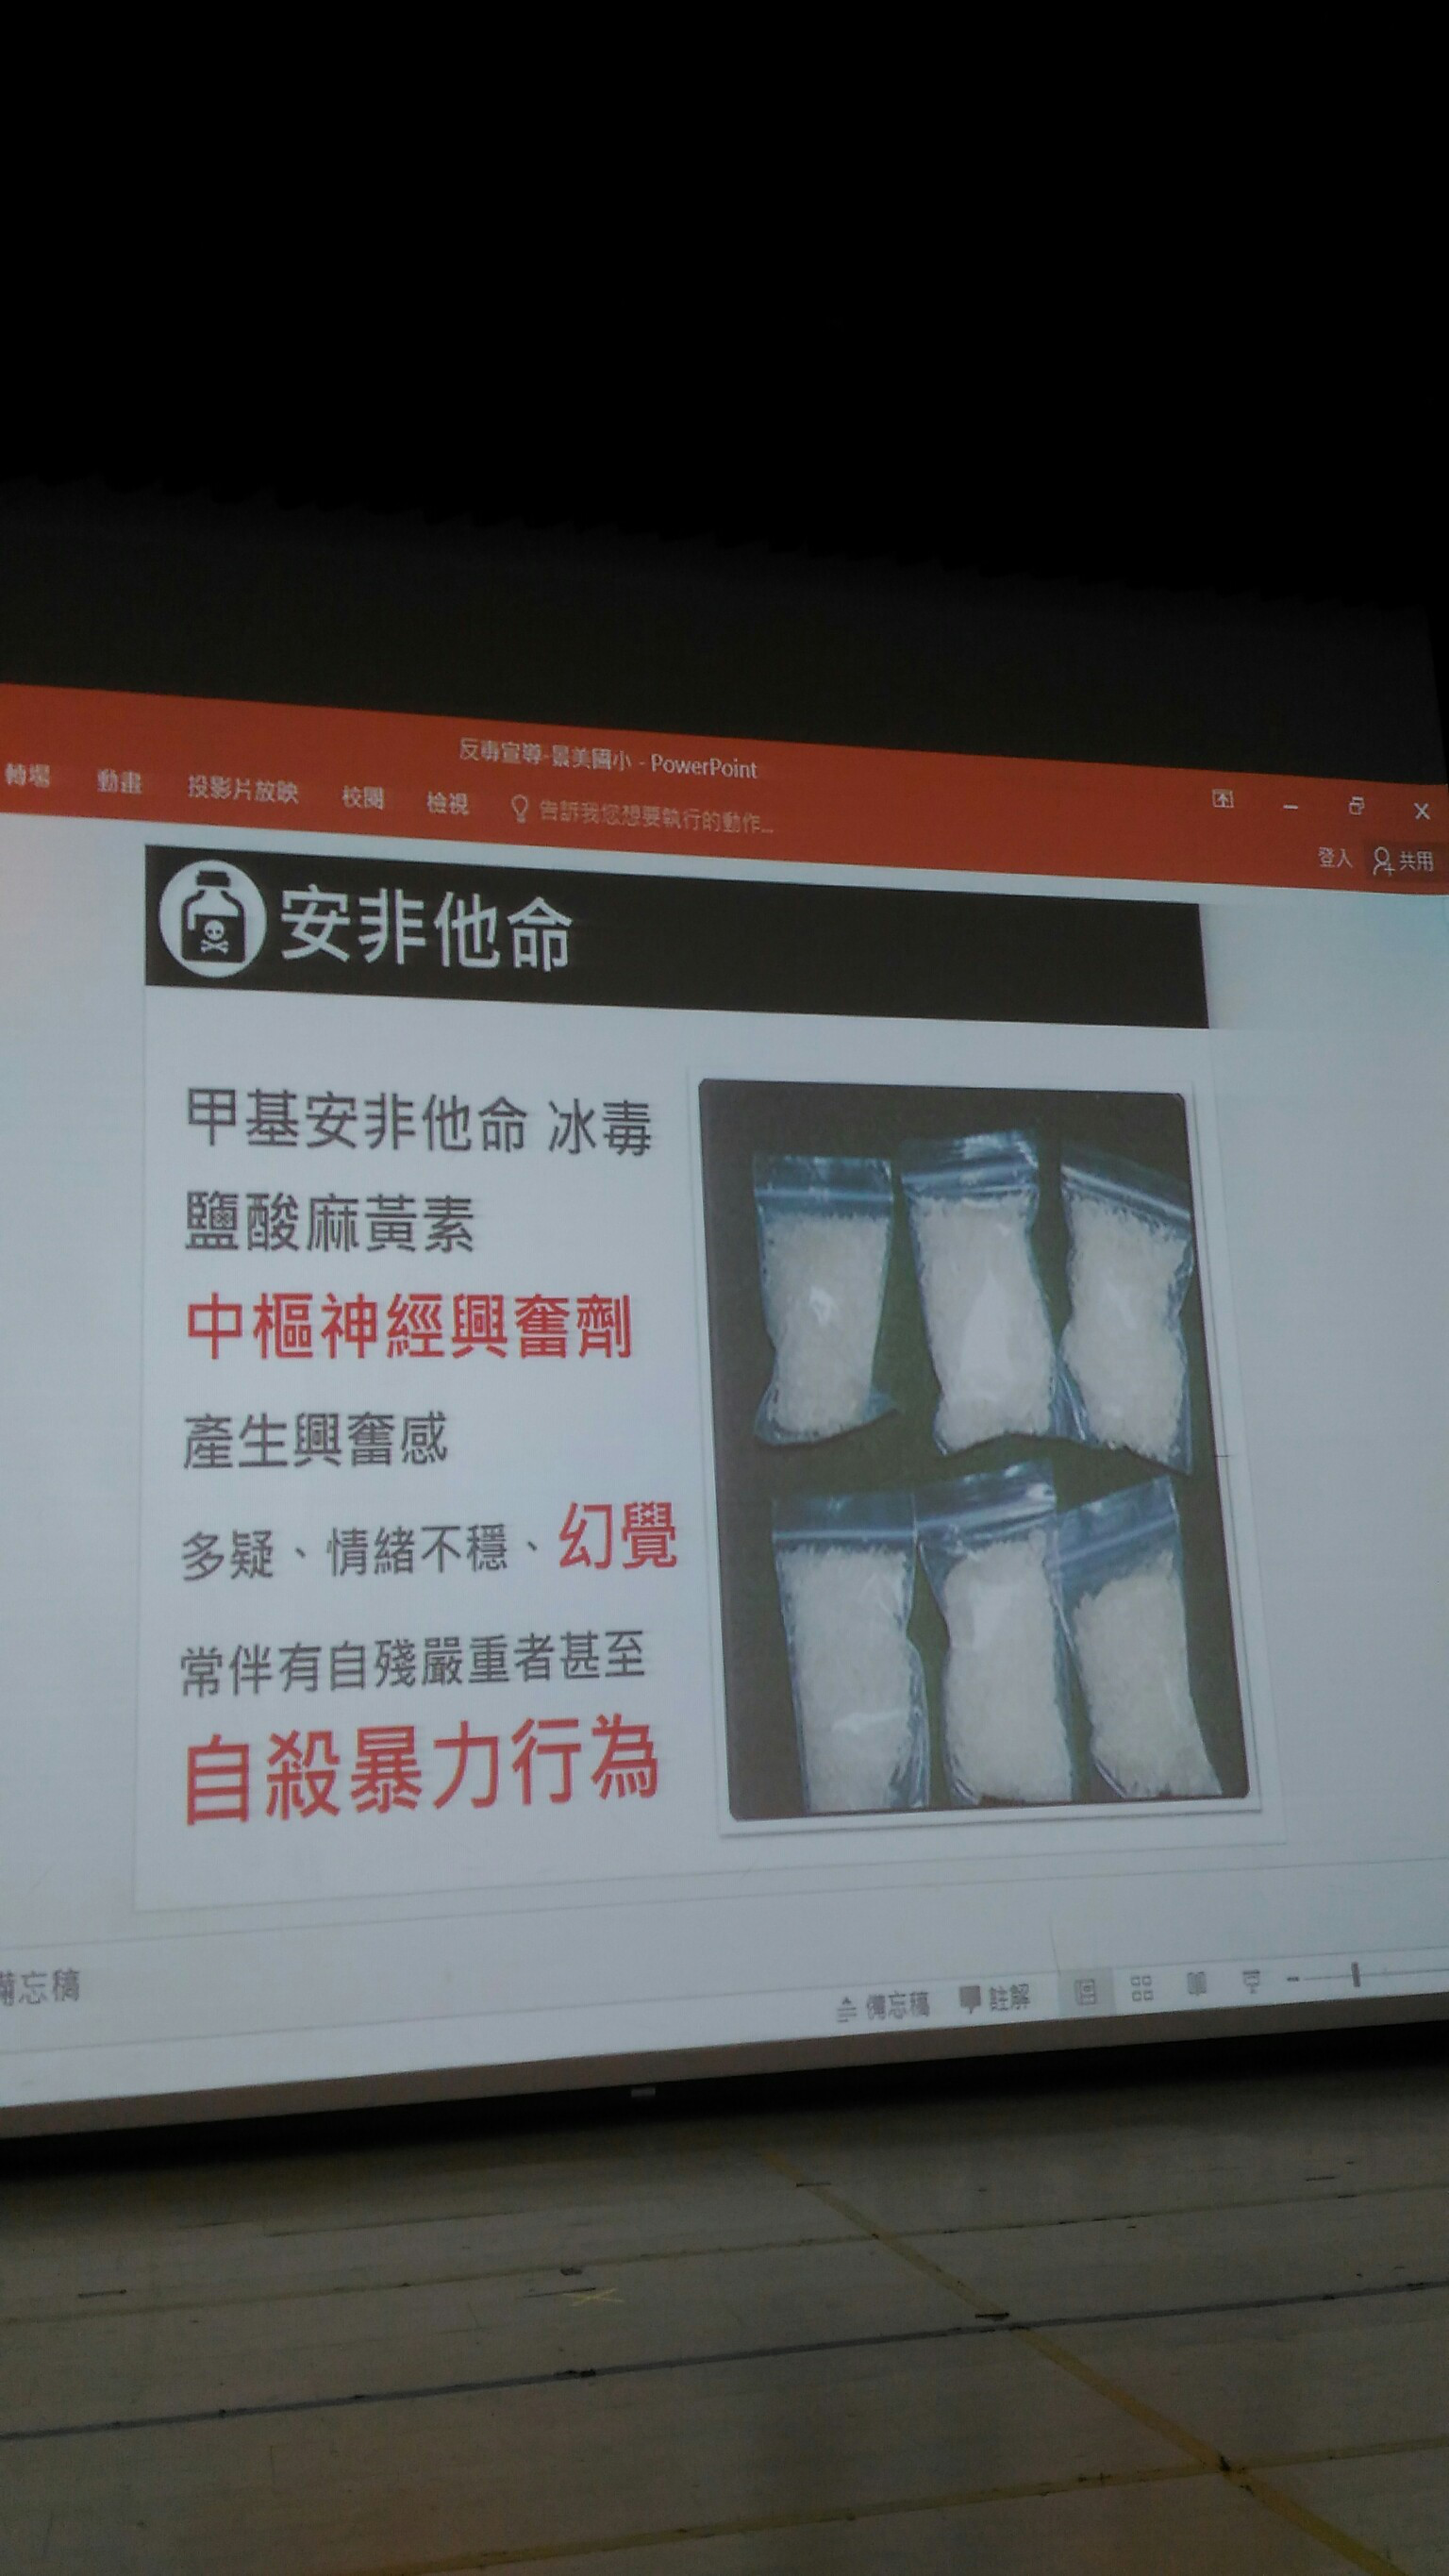 反毒宣導-景美國小 - PowerPoint
轉場 動畫 投影片放映 校閱 檢視 告訴我您想要執行的動作...
登入 共用
安非他命
甲基安非他命 冰毒
鹽酸麻黃素
中樞神經興奮劑
產生興奮感
多疑、情緒不穩、幻覺
常伴有自殘嚴重者甚至
自殺暴力行為
備忘稿
備忘稿 註解